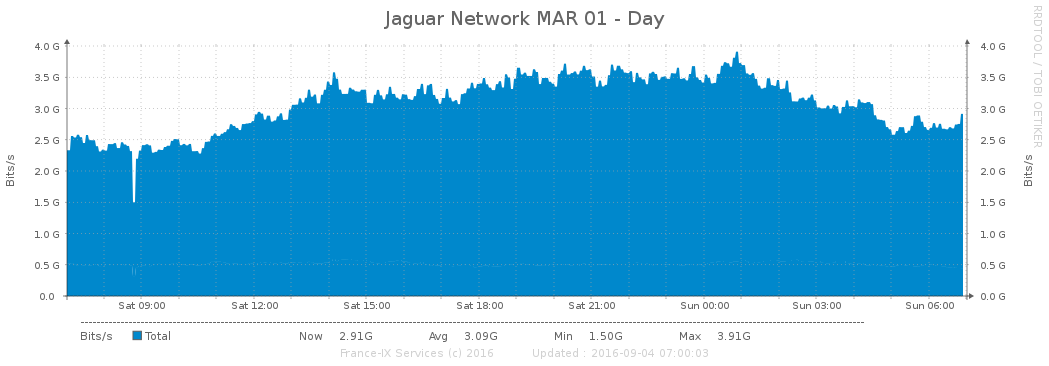 Jaguar Network MAR 01 - Day
RRDTOOL / TOBI OETIKER
4.0 G 4.0 G
3.5 G 3.5 G
3.0 G 3.0 G
2.5 G 2.5 G
2.0 G 2.0 G
1.5 G 1.5 G
1.0 G 1.0 G
0.5 G 0.5 G
0.0 0.0 G
Bits/s
Bits/s
Sat 09:00 Sat 12:00 Sat 15:00 Sat 18:00 Sat 21:00 Sun 00:00 Sun 03:00 Sun 06:00
Bits/s Total Now 2.91G Avg 3.09G Min 1.50G Max 3.91G
France-IX Services (c) 2016 Updated : 2016-09-04 07:00:03